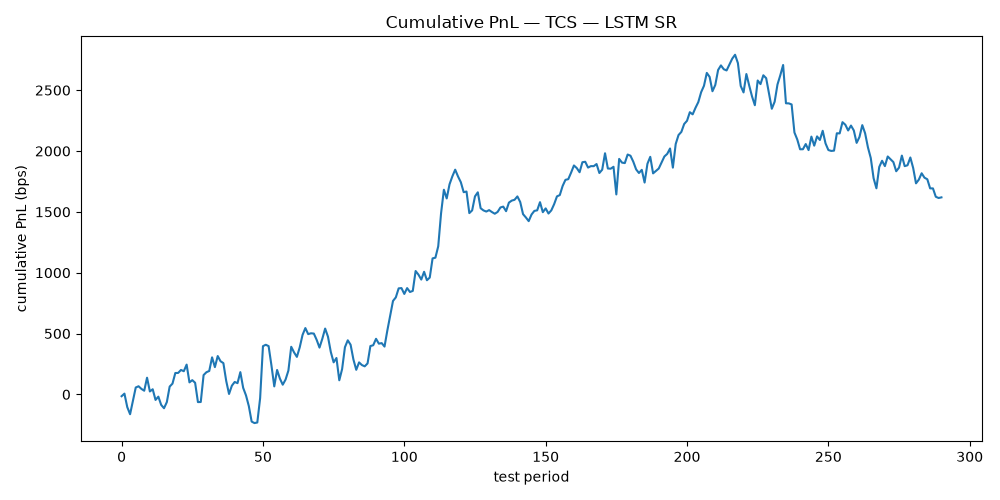 Cumulative PnL — TCS — LSTM SR
cumulative PnL (bps)
2500
2000
1500
1000
500
0
0 50 100 150 200 250 300
test period